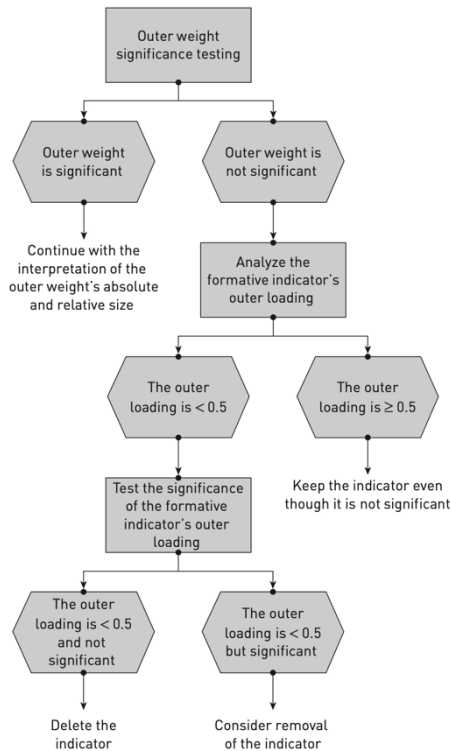 Outer weight
significance testing
Outer weight
is significant
Outer weight is
not significant
Continue with the
interpretation of the
outer weight's absolute
and relative size
Analyze the
formative indicator's
outer loading
The outer
loading is < 0.5
The outer
loading is ≥ 0.5
Test the significance
of the formative
indicator's outer
loading
Keep the indicator even
though it is not significant
The outer
loading is < 0.5
and not
significant
The outer
loading is < 0.5
but significant
Delete the
indicator
Consider removal
of the indicator